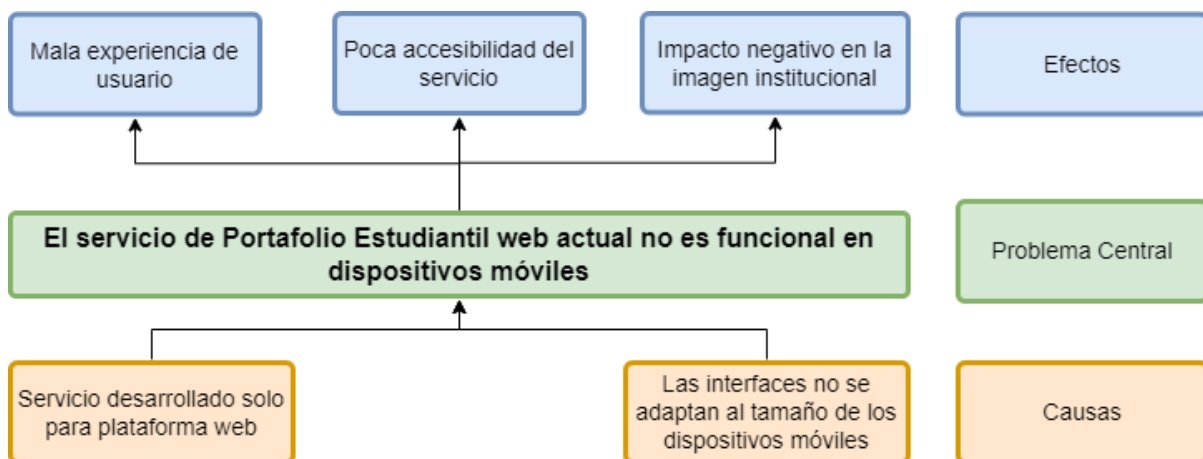 Mala experiencia de
usuario
Poca accesibilidad del
servicio
Impacto negativo en la
imagen institucional
Efectos
El servicio de Portafolio Estudiantil web actual no es funcional en
dispositivos móviles
Problema Central
Servicio desarrollado solo
para plataforma web
Las interfaces no se
adaptan al tamaño de los
dispositivos móviles
Causas